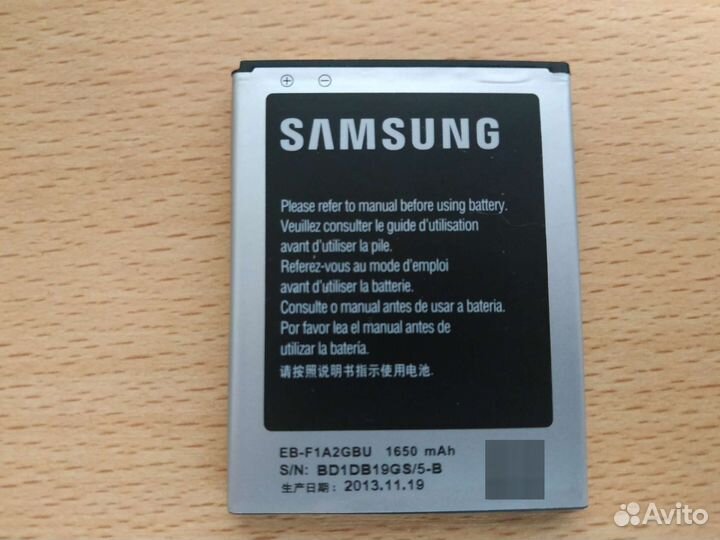 ⊕ ⊖
SAMSUNG
Please refer to manual before using battery.
Veuillez consulter le guide d'utilisation
avant d'utiliser la pile.
Referez-vous au mode d'emploi
avant d'utiliser la batterie.
Consulte o manual antes de usar a bateria.
Por favor lea el manual antes de
utilizar la batería.
请按照说明书指示使用电池.
EB-F1A2GBU 1650 mAh
S/N: BD1DB19GS/5-B
生产日期: 2013.11.19
Avito